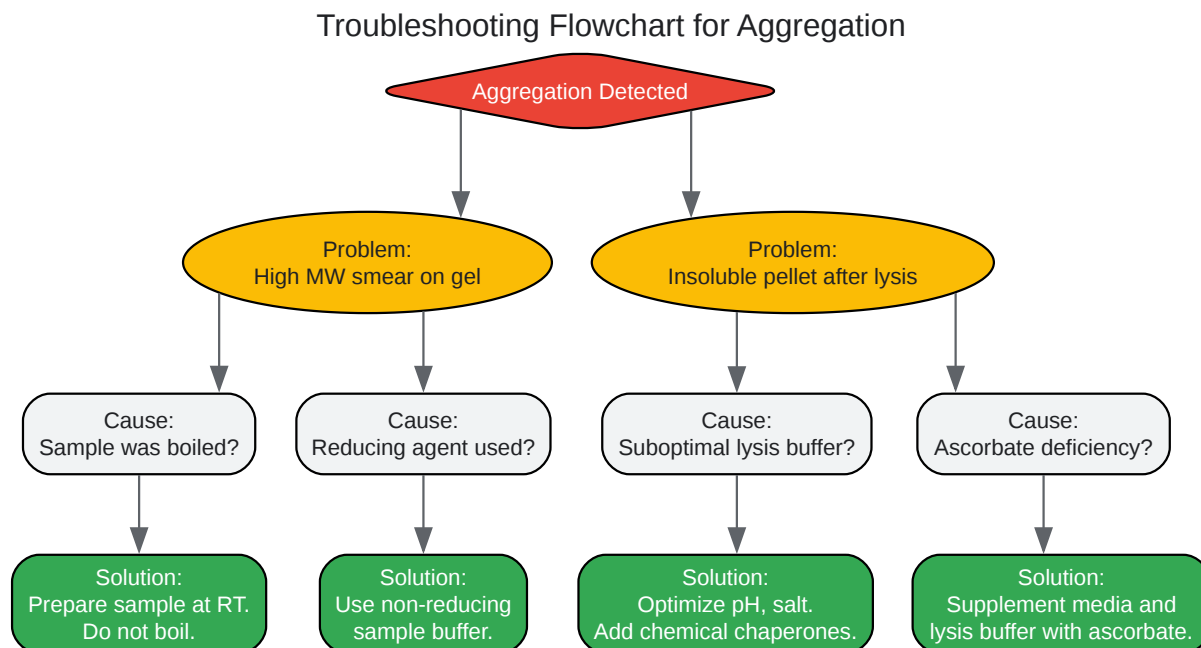 Troubleshooting Flowchart for Aggregation
Aggregation Detected
Problem:
High MW smear on gel
Problem:
Insoluble pellet after lysis
Cause:
Sample was boiled?
Cause:
Reducing agent used?
Cause:
Suboptimal lysis buffer?
Cause:
Ascorbate deficiency?
Solution:
Prepare sample at RT.
Do not boil.
Solution:
Use non-reducing
sample buffer.
Solution:
Optimize pH, salt.
Add chemical chaperones.
Solution:
Supplement media and
lysis buffer with ascorbate.